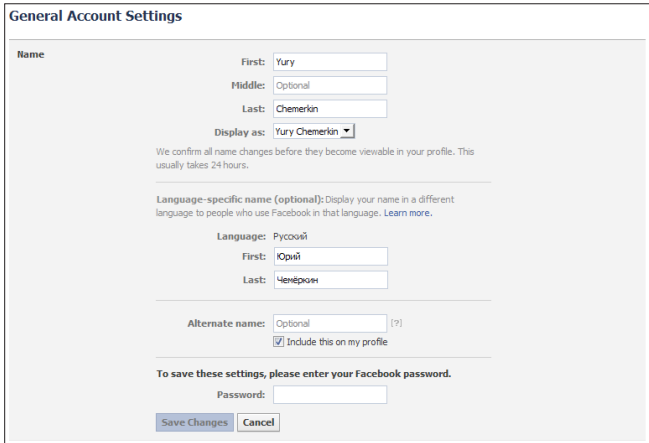 General Account Settings
Name
First: Yury
Middle: Optional
Last: Chemerkin
Display as: Yury Chemerkin
We confirm all name changes before they become viewable in your profile. This
usually takes 24 hours.
Language-specific name (optional): Display your name in a different
language to people who use Facebook in that language. Learn more.
Language: Русский
First: Юрий
Last: Чемёркин
Alternate name: Optional [?]
Include this on my profile
To save these settings, please enter your Facebook password.
Password:
Save Changes Cancel